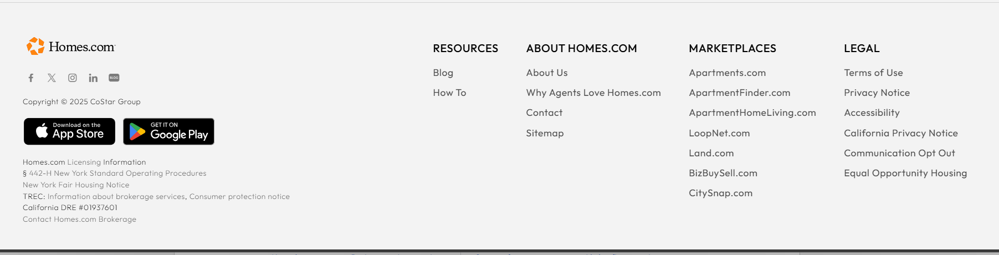 Homes.com
BLOG
Copyright © 2025 CoStar Group
Download on the
App Store
GET IT ON
Google Play
Homes.com Licensing Information
§ 442-H New York Standard Operating Procedures
New York Fair Housing Notice
TREC: Information about brokerage services, Consumer protection notice
California DRE #01937601
Contact Homes.com Brokerage
RESOURCES
Blog
How To
ABOUT HOMES.COM
About Us
Why Agents Love Homes.com
Contact
Sitemap
MARKETPLACES
Apartments.com
ApartmentFinder.com
ApartmentHomeLiving.com
LoopNet.com
Land.com
BizBuySell.com
CitySnap.com
LEGAL
Terms of Use
Privacy Notice
Accessibility
California Privacy Notice
Communication Opt Out
Equal Opportunity Housing